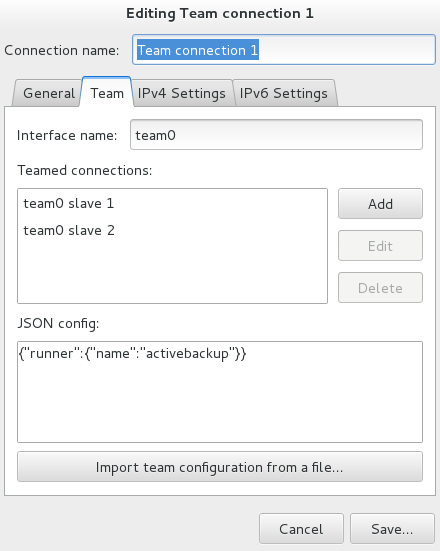 Editing Team connection 1
Connection name: Team connection 1
General Team IPv4 Settings IPv6 Settings
Interface name: team0
Teamed connections:
team0 slave 1
Add
team0 slave 2
Edit
Delete
JSON config:
{"runner":{"name":"activebackup"}}
Import team configuration from a file...
Cancel Save...